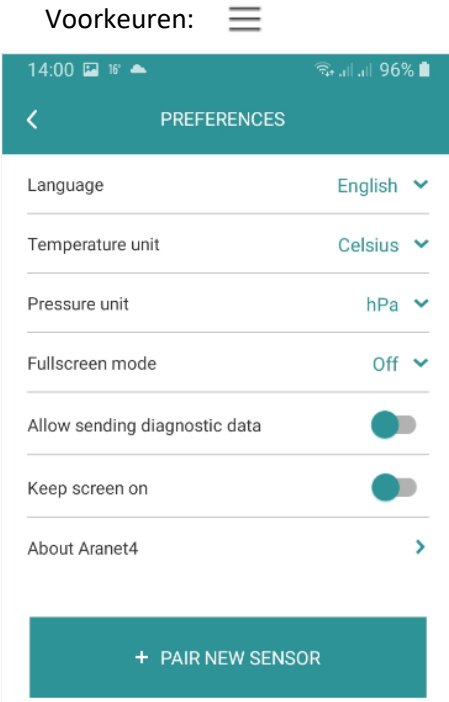 Voorkeuren:
14:00 16° 96%
PREFERENCES
Language English
Temperature unit Celsius
Pressure unit hPa
Fullscreen mode Off
Allow sending diagnostic data
Keep screen on
About Aranet4
+ PAIR NEW SENSOR